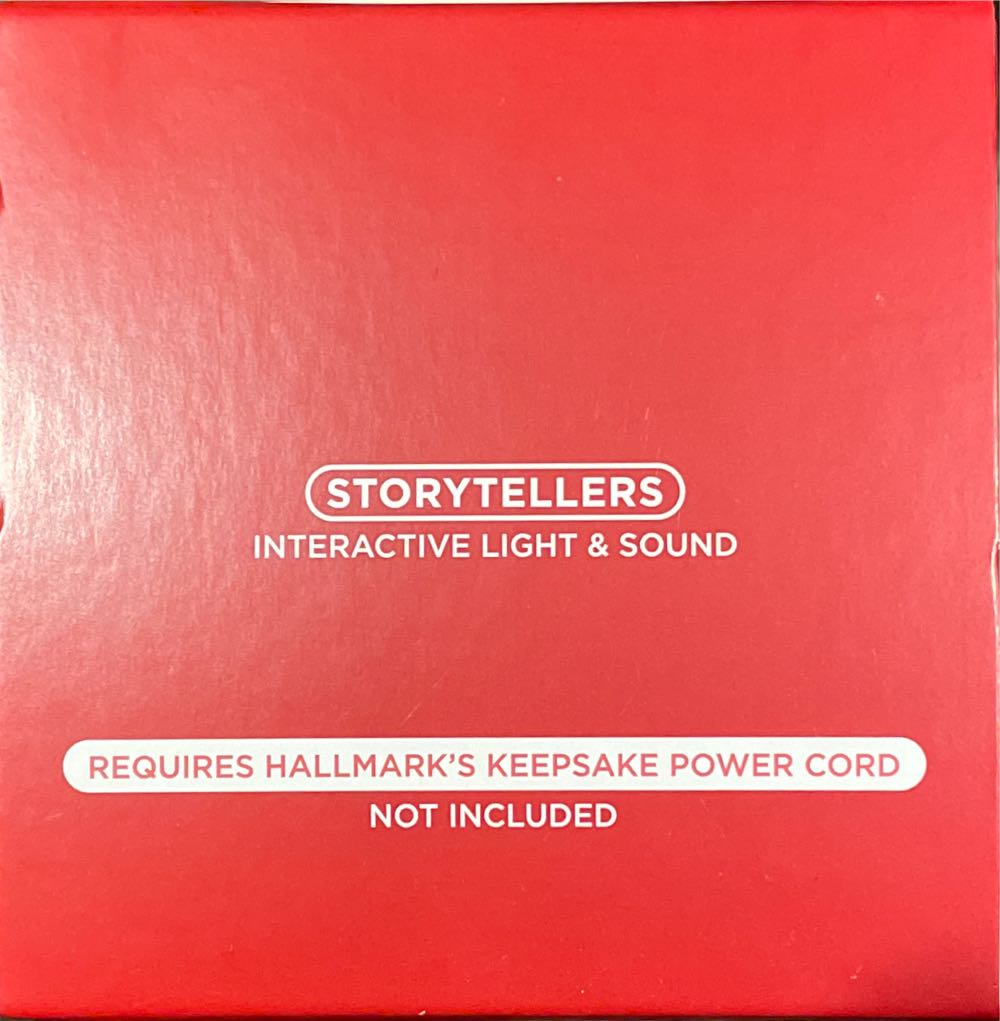 STORYTELLERS
INTERACTIVE LIGHT & SOUND
REQUIRES HALLMARK’S KEEPSAKE POWER CORD
NOT INCLUDED